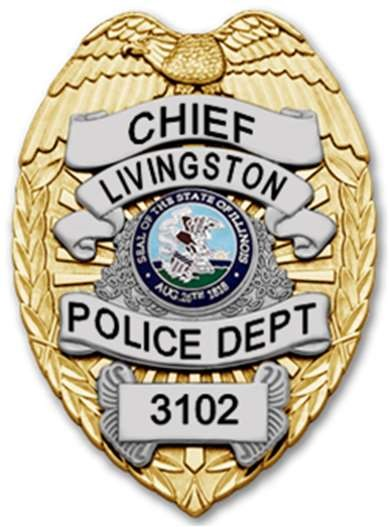 CHIEF
LIVINGSTON
SEAL OF THE STATE OF ILLINOIS
AUG. 26TH 1818
POLICE DEPT
3102